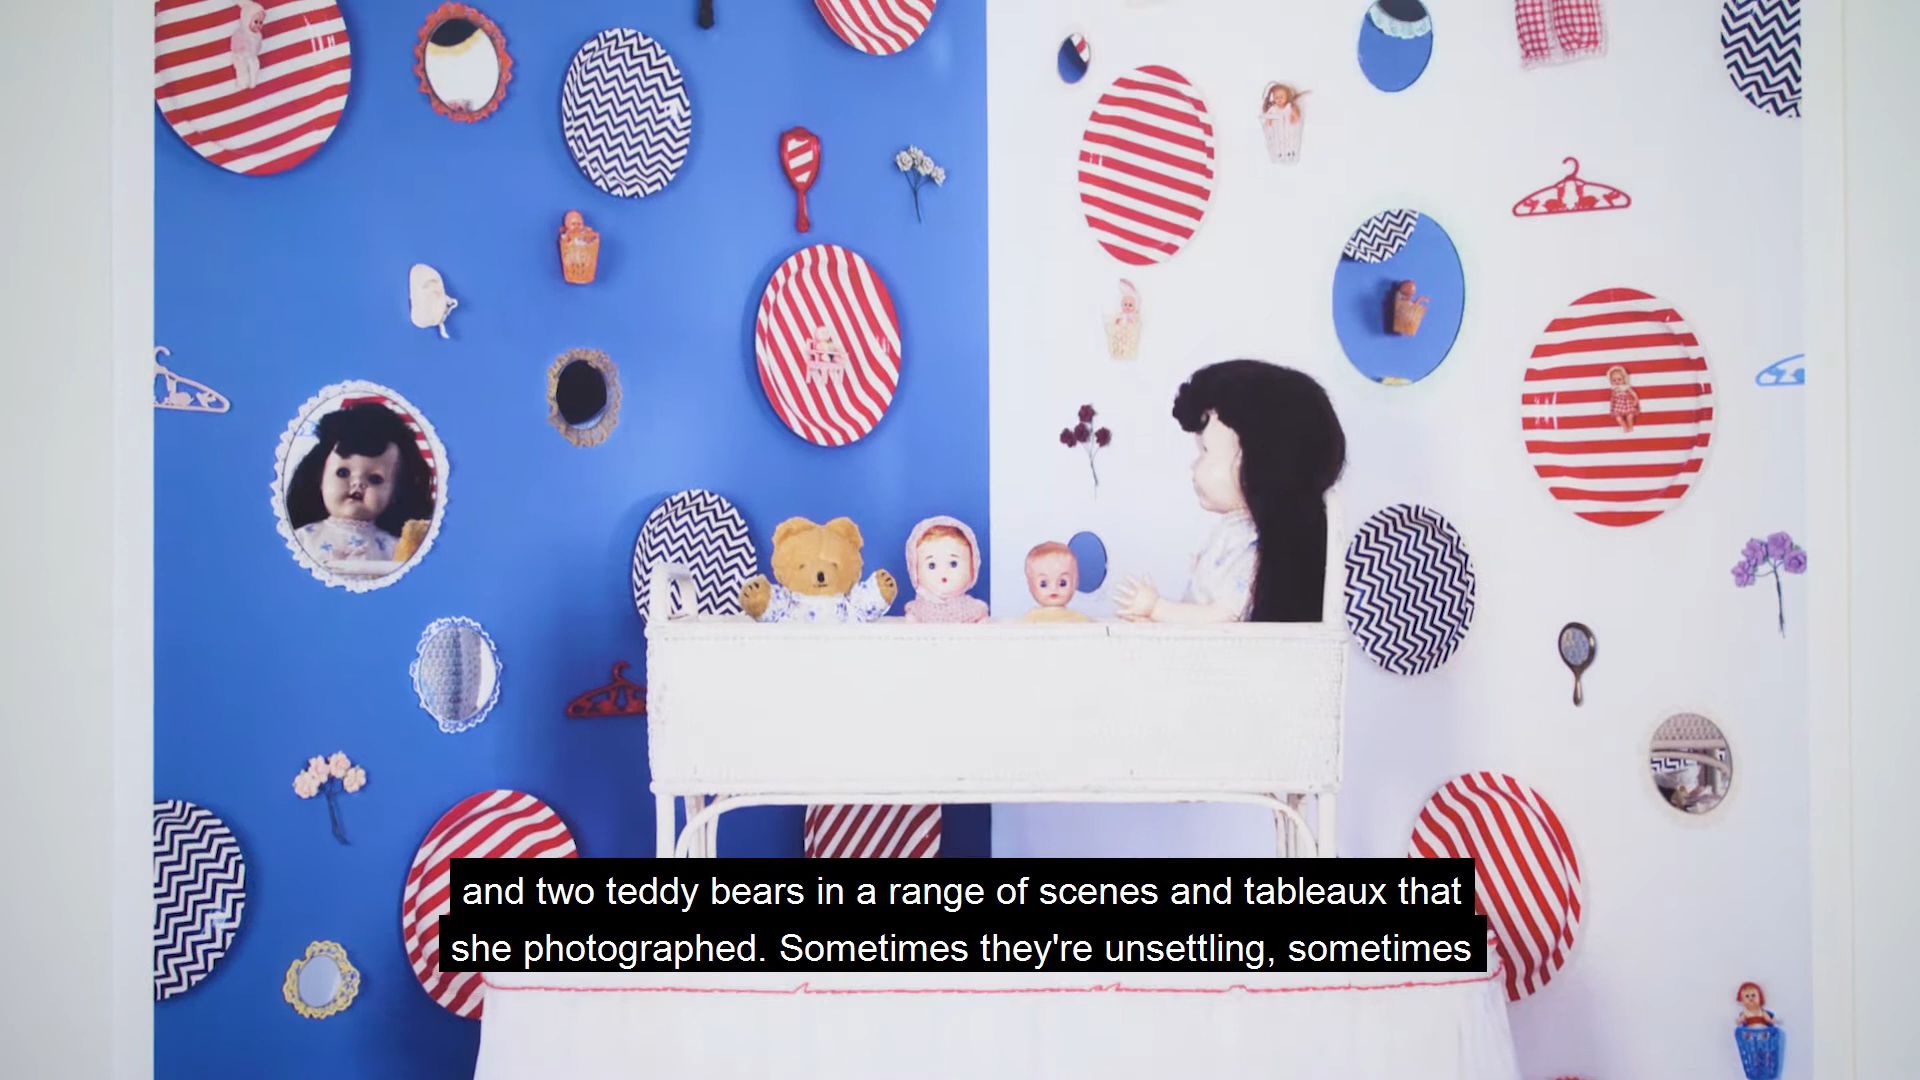 and two teddy bears in a range of scenes and tableaux that
she photographed. Sometimes they're unsettling, sometimes